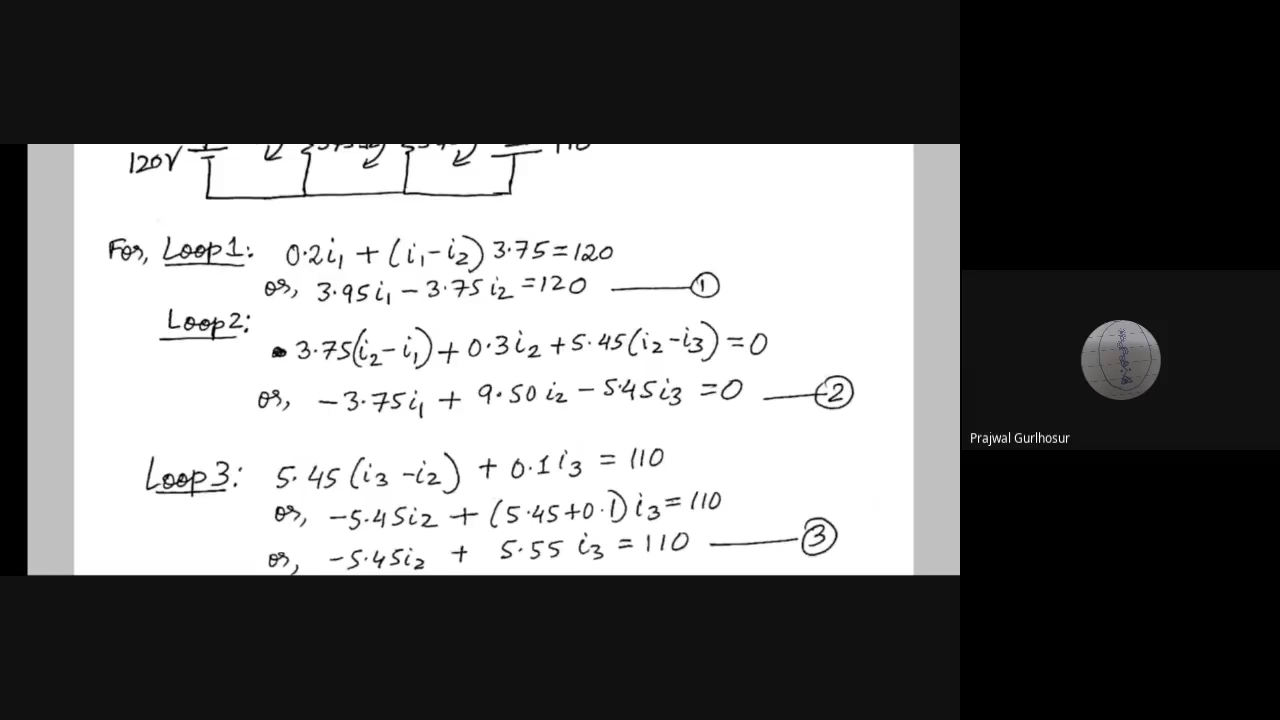 120V
110
For, Loop1: 0.2i₁ + (i₁-i₂) 3.75 = 120
or, 3.95i₁ - 3.75i₂ = 120 ——— ①
Loop2:
3.75(i₂-i₁) + 0.3i₂ + 5.45(i₂-i₃) = 0
or, -3.75i₁ + 9.50i₂ - 5.45i₃ = 0 ——— ②
Loop3: 5.45(i₃-i₂) + 0.1i₃ = 110
or, -5.45i₂ + (5.45+0.1)i₃ = 110
or, -5.45i₂ + 5.55i₃ = 110 ——— ③
Prajwal Gurlhosur